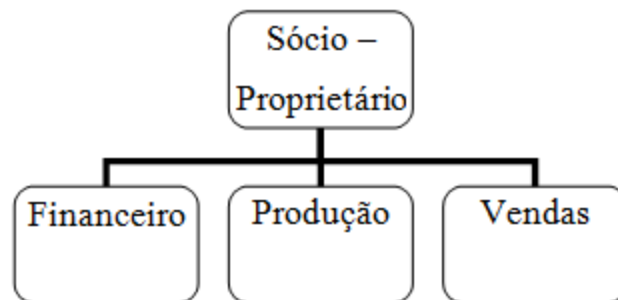 Sócio –
Proprietário
Financeiro
Produção
Vendas